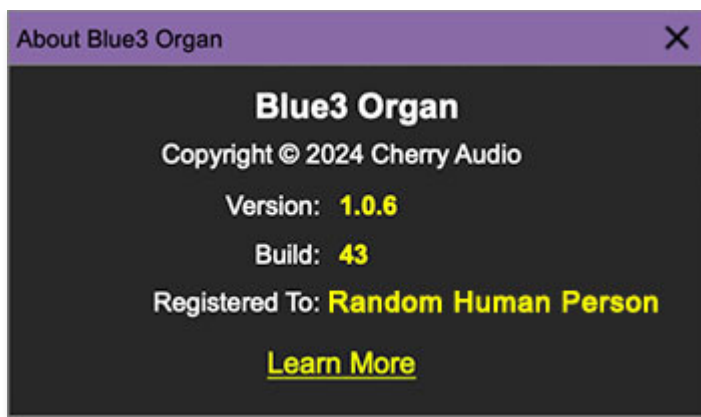 About Blue3 Organ
Blue3 Organ
Copyright © 2024 Cherry Audio
Version: 1.0.6
Build: 43
Registered To: Random Human Person
Learn More